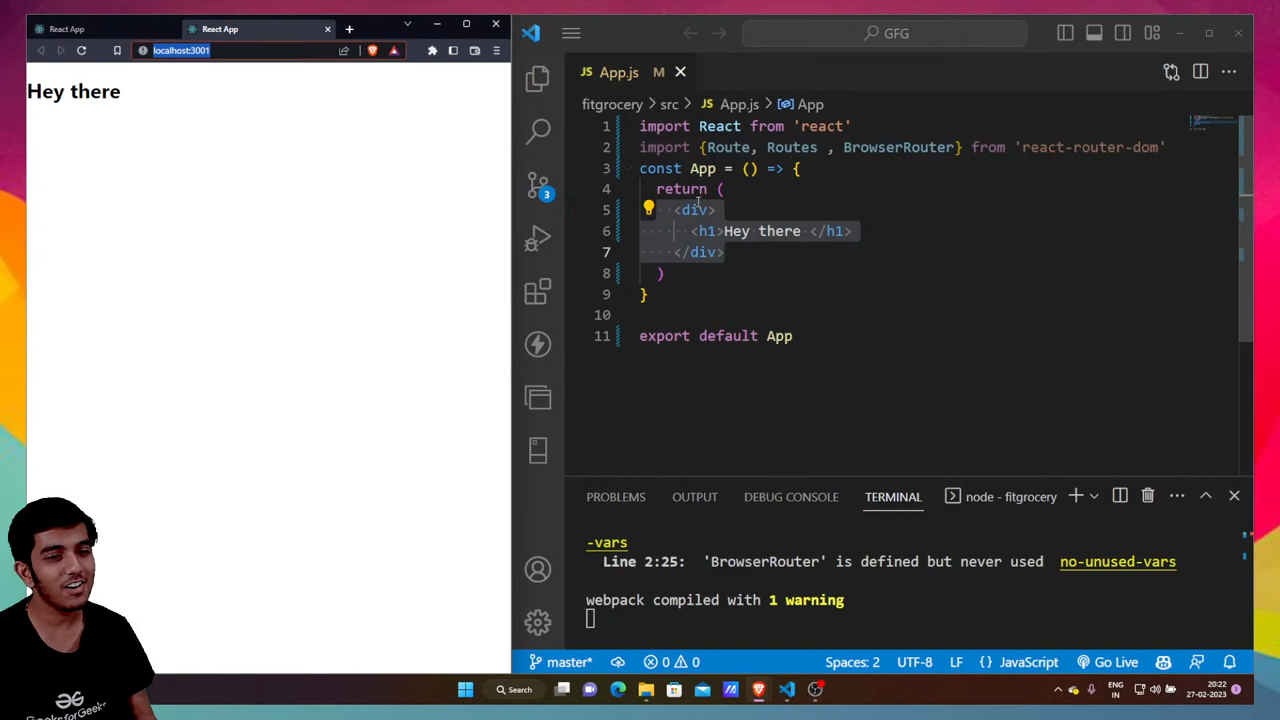 React App
React App
localhost:3001
Hey there
GFG
JS App.js M
fitgrocery > src > JS App.js > App
1 import React from 'react'
2 import {Route, Routes , BrowserRouter} from 'react-router-dom'
3 const App = () => {
4 return (
5 <div>
6 <h1>Hey there </h1>
7 </div>
8 )
9 }
10
11 export default App
3
PROBLEMS OUTPUT DEBUG CONSOLE TERMINAL node - fitgrocery
-vars
Line 2:25: 'BrowserRouter' is defined but never used no-unused-vars
webpack compiled with 1 warning
master* 0 0 Spaces: 2 UTF-8 LF {} JavaScript Go Live
Search
ENG
IN
20:22
27-02-2023
GeeksforGeeks